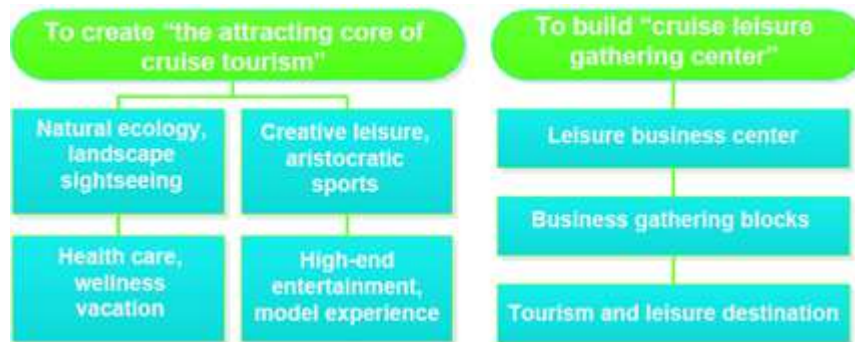 To create “the attracting core of
cruise tourism”
Natural ecology,
landscape
sightseeing
Creative leisure,
aristocratic
sports
Health care,
wellness
vacation
High-end
entertainment,
model experience
To build “cruise leisure
gathering center”
Leisure business center
Business gathering blocks
Tourism and leisure destination